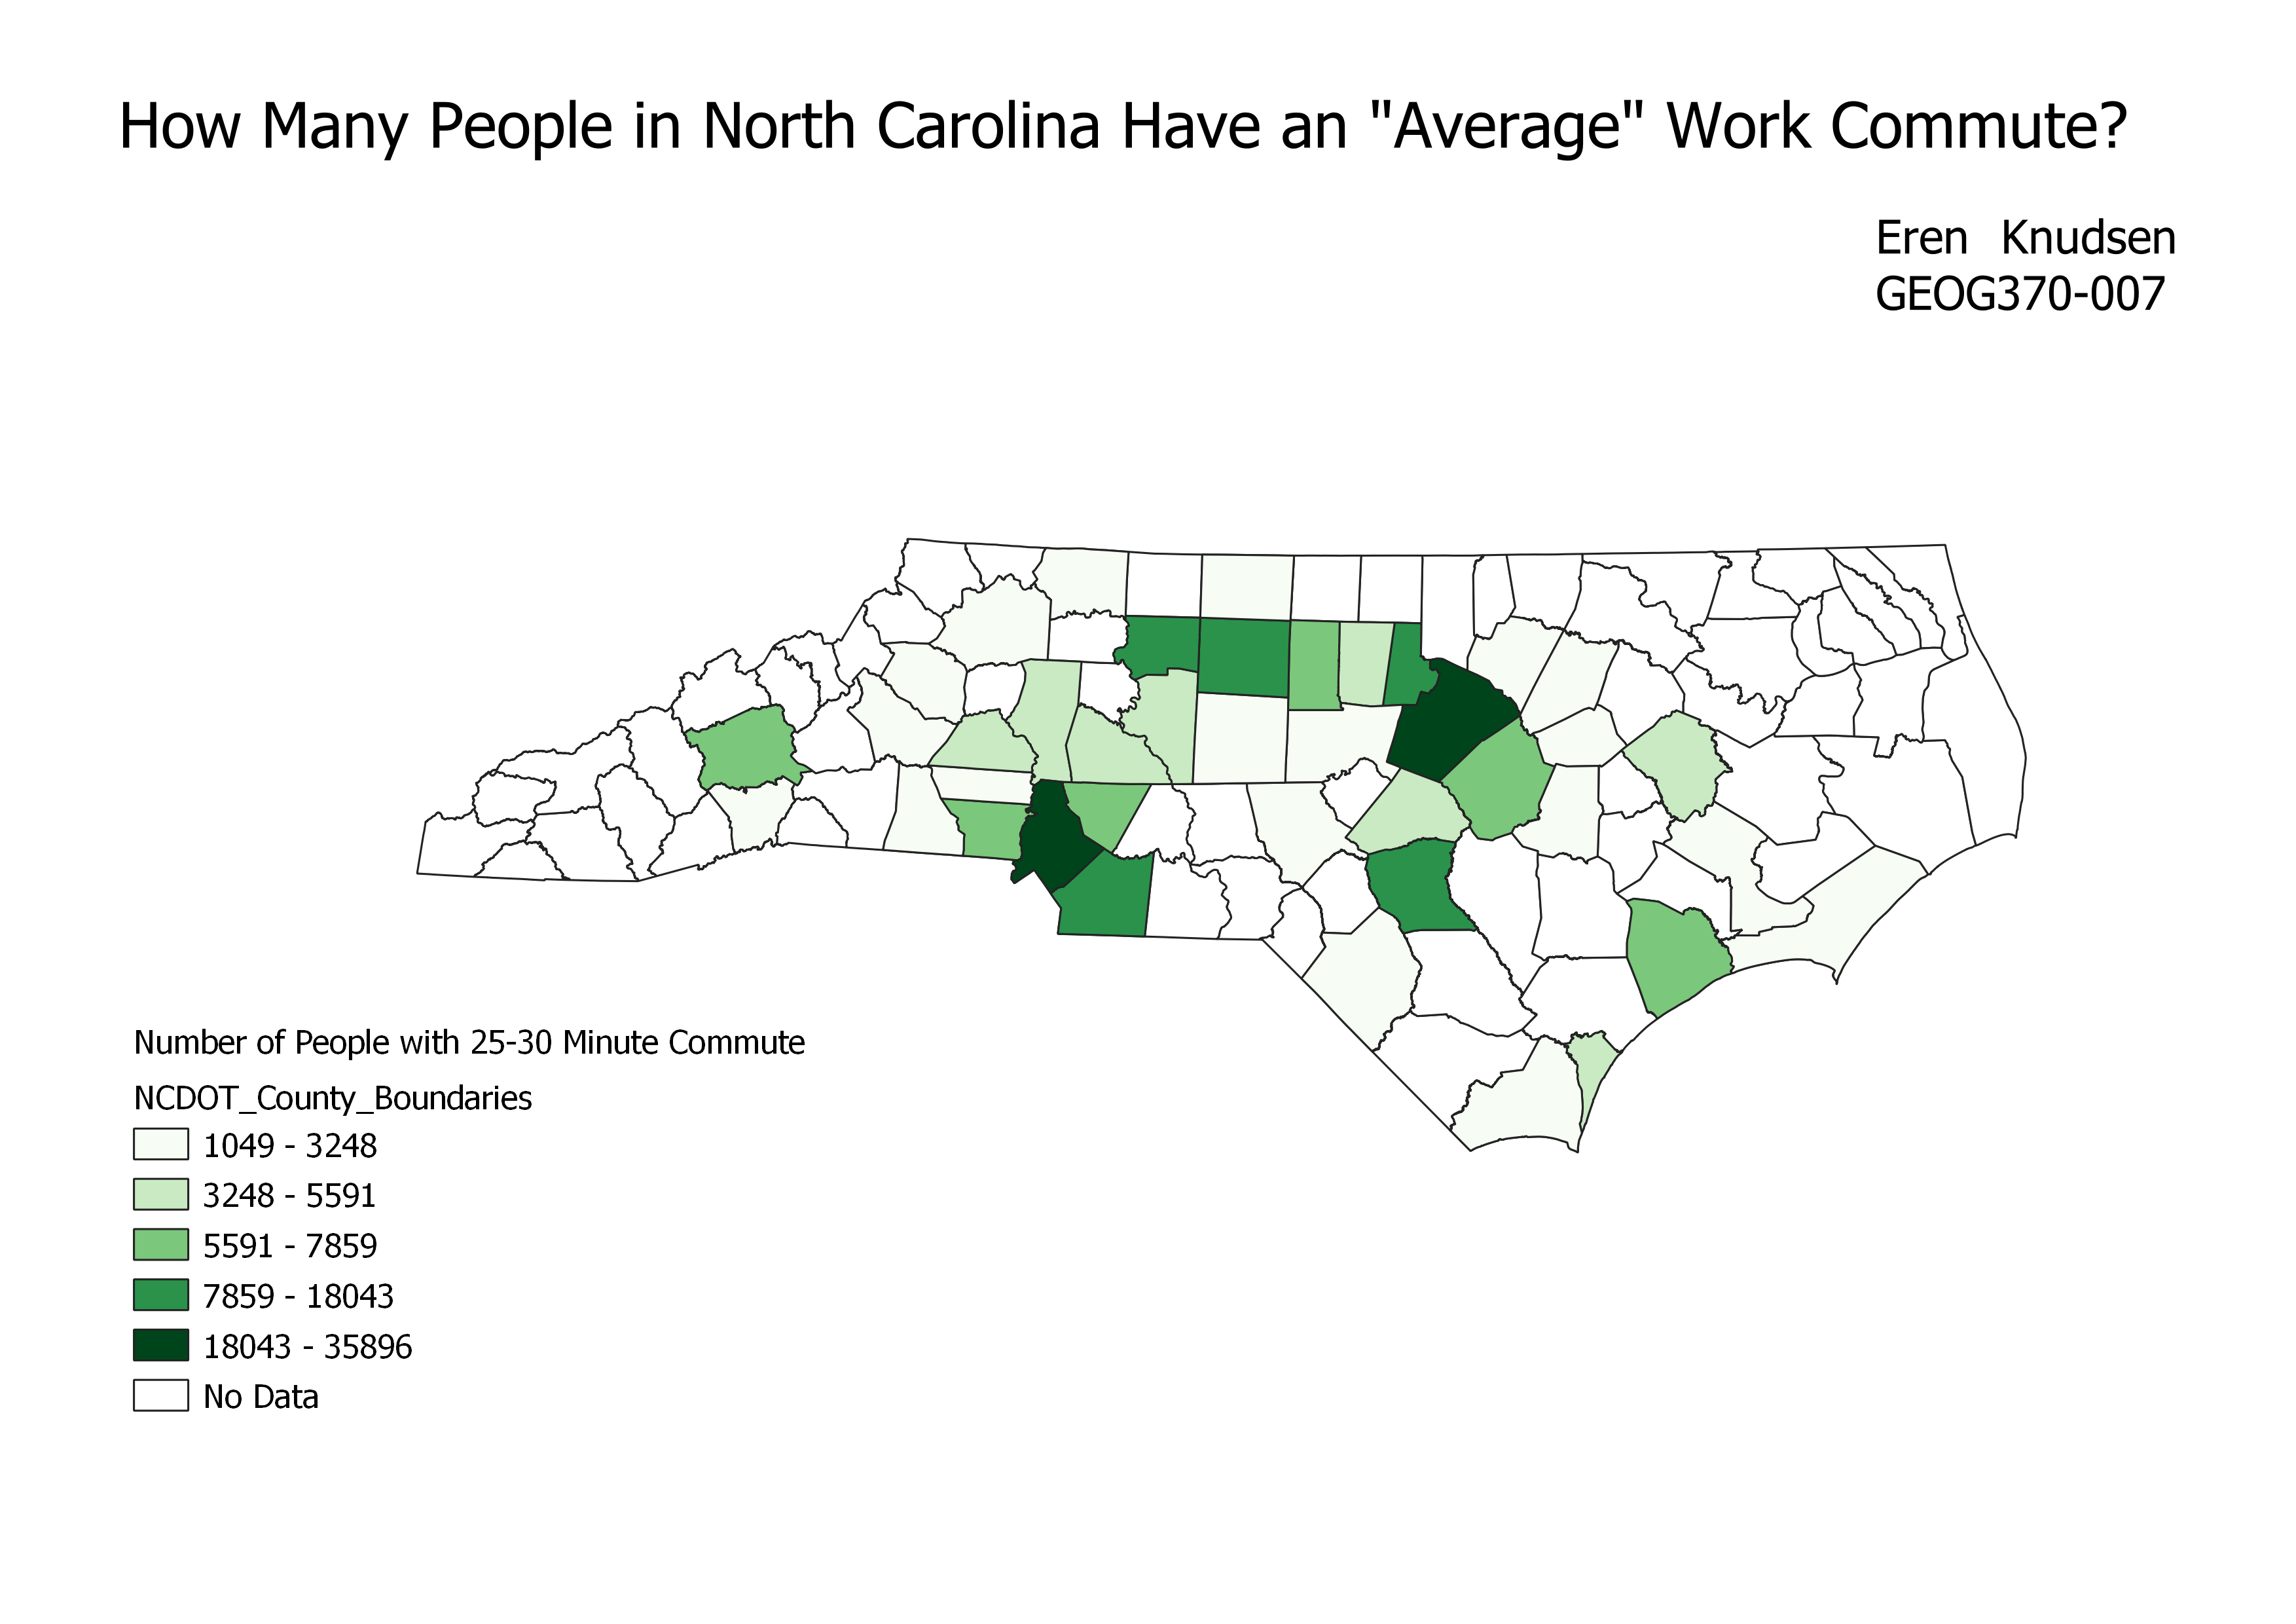 How Many People in North Carolina Have an "Average" Work Commute?
Eren Knudsen
GEOG370-007
Number of People with 25-30 Minute Commute
NCDOT_County_Boundaries
1049 - 3248
3248 - 5591
5591 - 7859
7859 - 18043
18043 - 35896
No Data